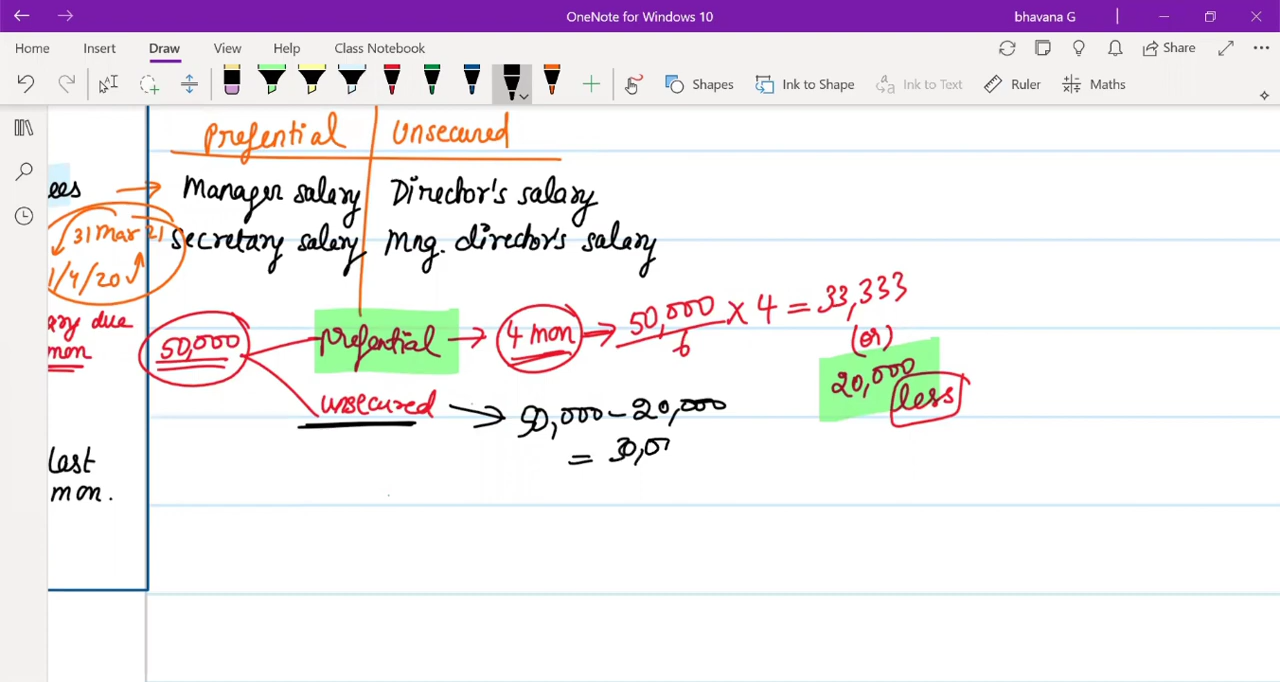 OneNote for Windows 10
bhavana G
Home Insert Draw View Help Class Notebook
Share
Shapes Ink to Shape Ink to Text Ruler Maths
Prefential Unsecured
ees → Manager salary Director's salary
31 Mar 21 Secretary salary Mng. director's salary
1/4/20
ary due
mon
50,000 prefential → 4 mon → 50,000/6 × 4 = 33,333
(or)
20,000 less
unsecured → 50,000 - 20,000
= 30,0
last
mon.